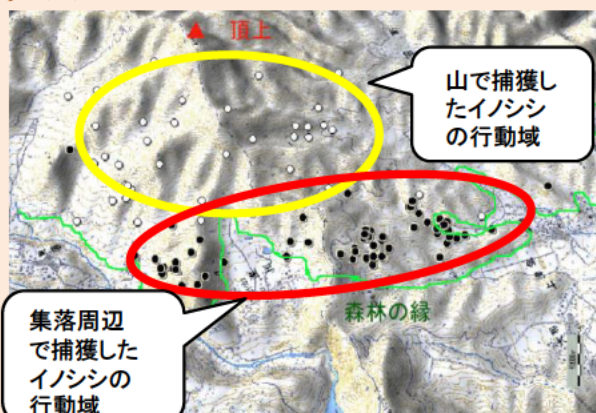 ▲ 頂上
山で捕獲し
たイノシシ
の行動域
森林の縁
集落周辺
で捕獲した
イノシシの
行動域